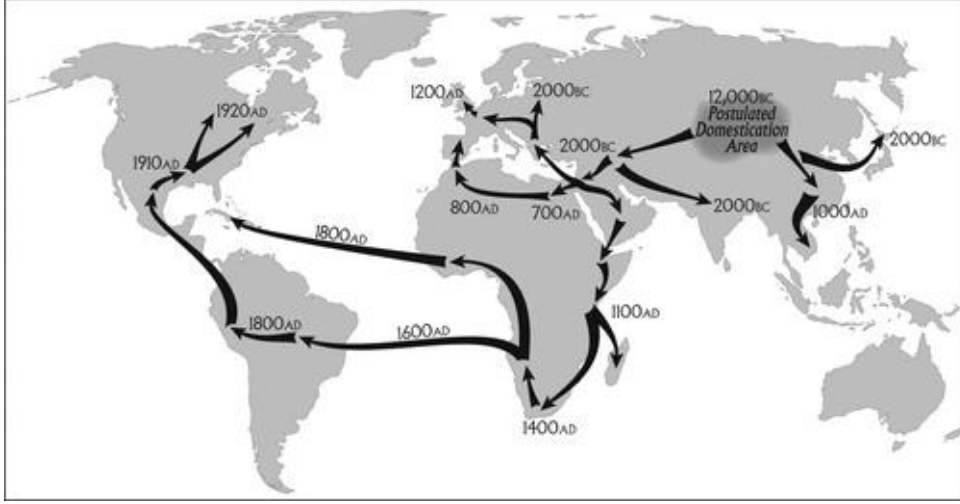 1200AD
2000BC
12,000BC
Postulated
Domestication
Area
1920AD
2000BC
2000BC
1910AD
800AD
700AD
2000BC
1000AD
1800AD
1100AD
1800AD
1600AD
1400AD